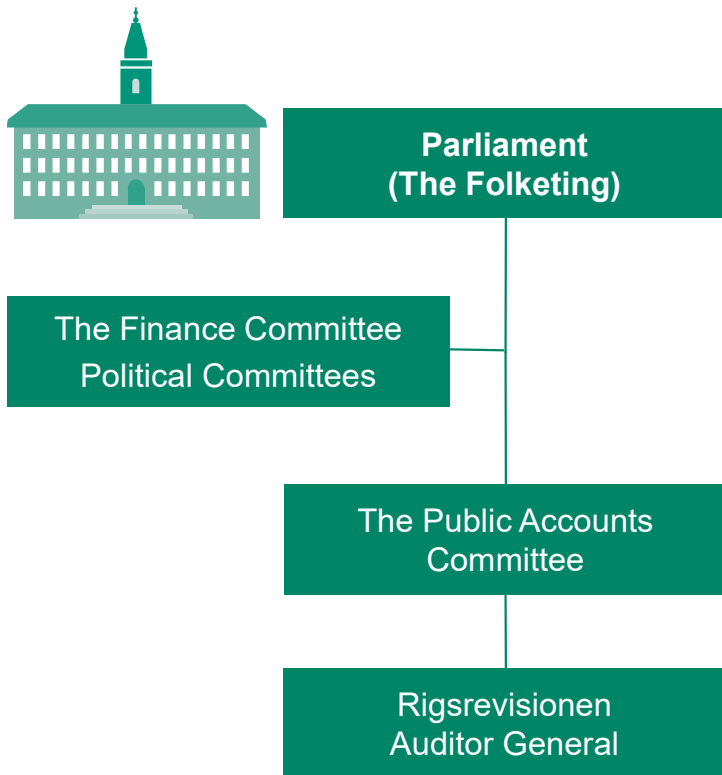 Parliament
(The Folketing)
The Finance Committee
Political Committees
The Public Accounts
Committee
Rigsrevisionen
Auditor General